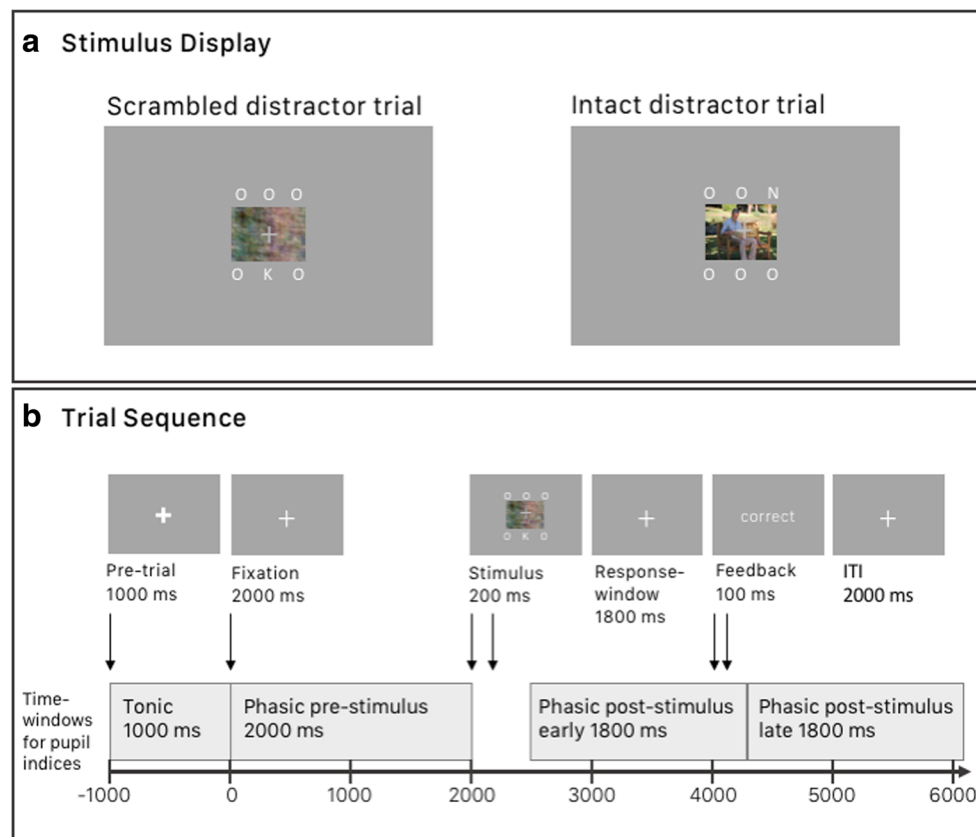 a Stimulus Display
Scrambled distractor trial
Intact distractor trial
O O O
O K O
O O N
O O O
b Trial Sequence
correct
O O O
O K O
Pre-trial
1000 ms
Fixation
2000 ms
Stimulus
200 ms
Response-
window
1800 ms
Feedback
100 ms
ITI
2000 ms
Time-
windows
for pupil
indices
Tonic
1000 ms
Phasic pre-stimulus
2000 ms
Phasic post-stimulus
early 1800 ms
Phasic post-stimulus
late 1800 ms
-1000 0 1000 2000 3000 4000 5000 6000